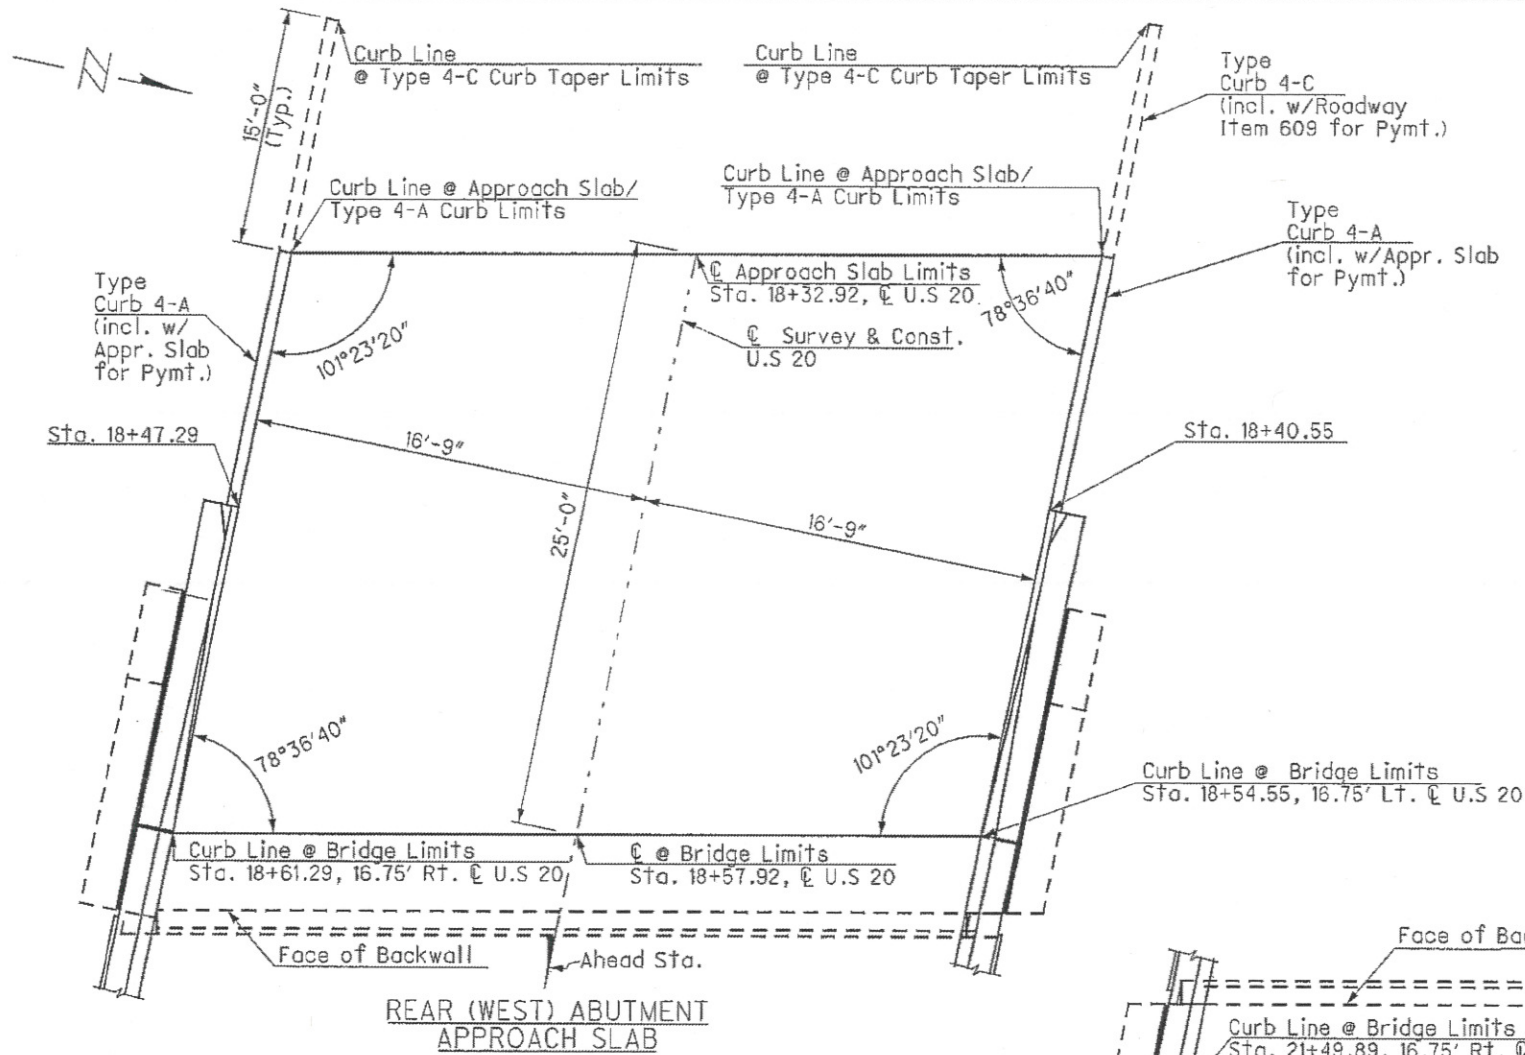 Curb Line
@ Type 4-C Curb Taper Limits
Curb Line
@ Type 4-C Curb Taper Limits
Type
Curb 4-C
(incl. w/Roadway
Item 609 for Pymt.)
N
15'-0"
(Typ.)
Curb Line @ Approach Slab/
Type 4-A Curb Limits
Curb Line @ Approach Slab/
Type 4-A Curb Limits
Type
Curb 4-A
(incl. w/Appr. Slab
for Pymt.)
Type
Curb 4-A
(incl. w/
Appr. Slab
for Pymt.)
℄ Approach Slab Limits
Sta. 18+32.92, ℄ U.S 20
℄ Survey & Const.
U.S 20
101°23'20"
78°36'40"
Sta. 18+47.29
16'-9"
Sta. 18+40.55
25'-0"
16'-9"
78°36'40"
101°23'20"
Curb Line @ Bridge Limits
Sta. 18+54.55, 16.75' Lt. ℄ U.S 20
Curb Line @ Bridge Limits
Sta. 18+61.29, 16.75' Rt. ℄ U.S 20
℄ @ Bridge Limits
Sta. 18+57.92, ℄ U.S 20
Face of Backwall
Ahead Sta.
REAR (WEST) ABUTMENT
APPROACH SLAB
Face of Ba
Curb Line @ Bridge Limits
Sta. 21+49.89, 16.75' Rt.